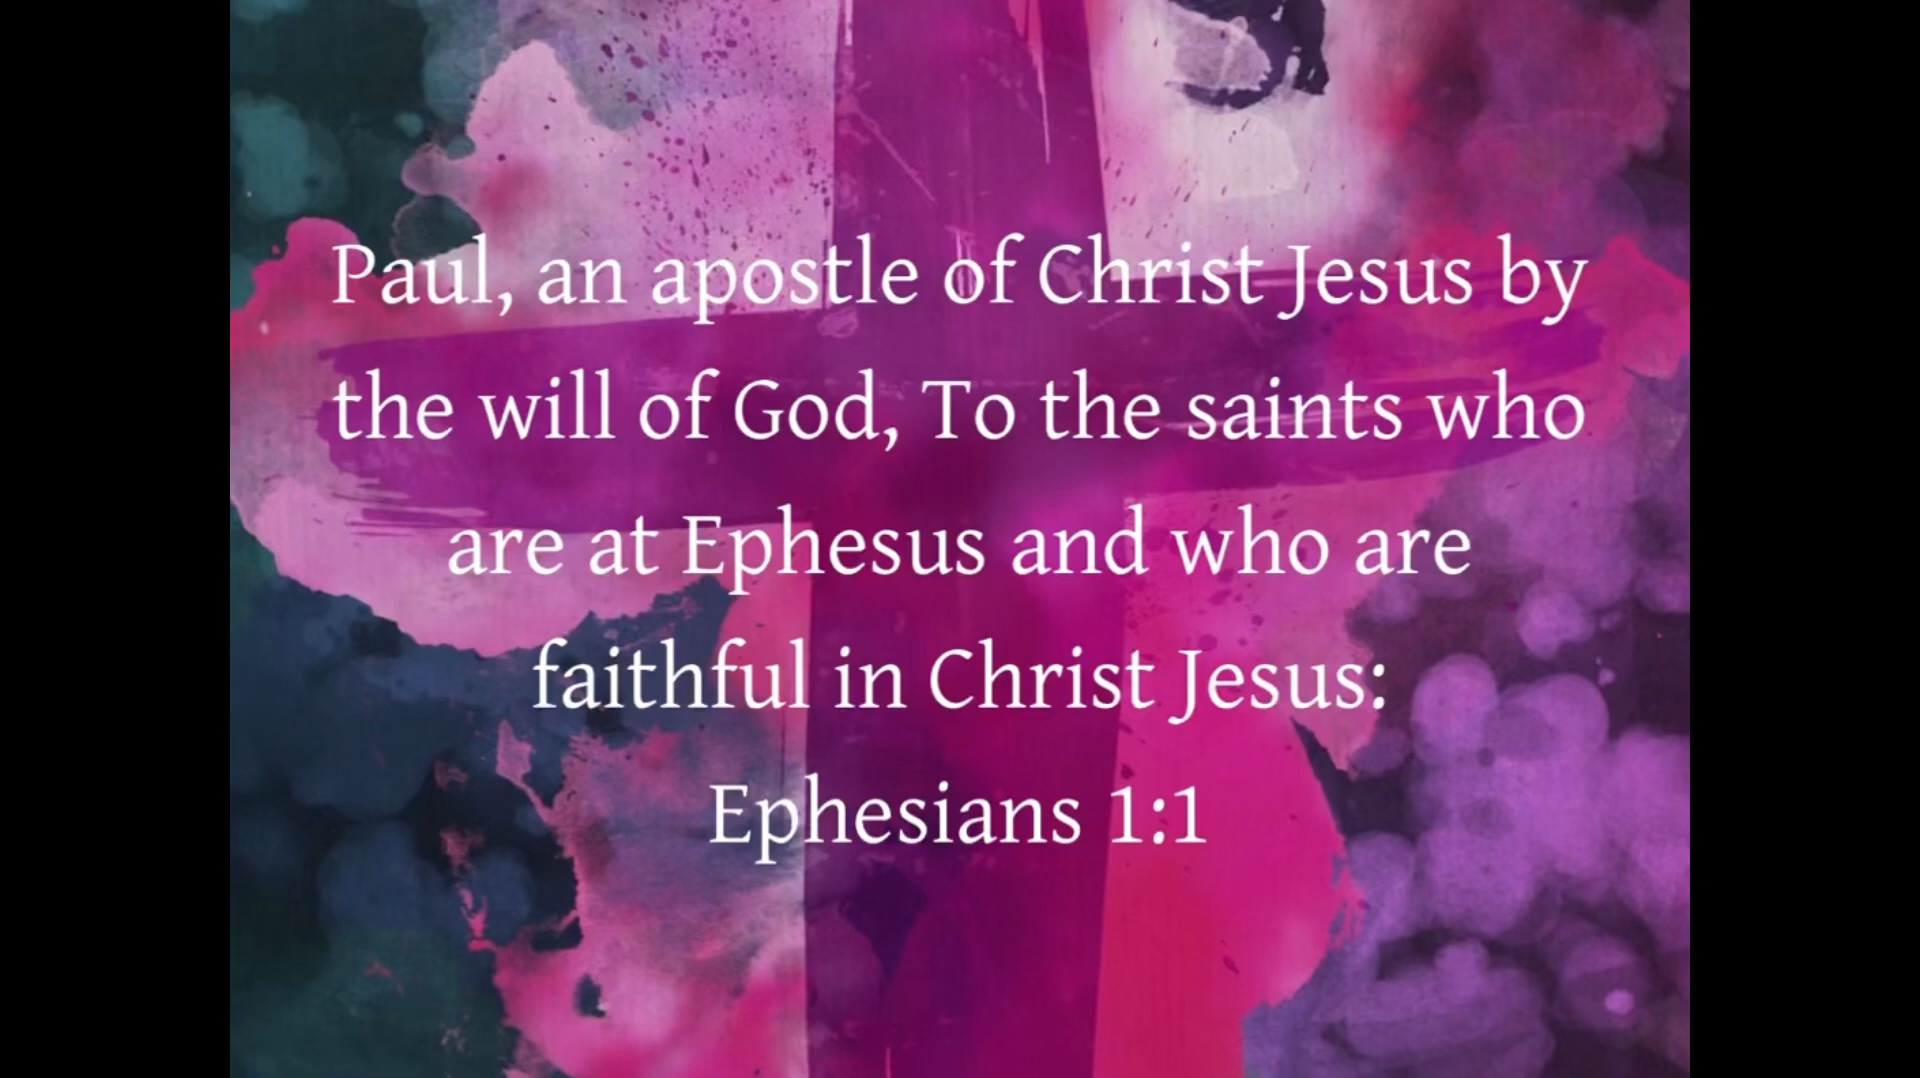 Paul, an apostle of Christ Jesus by
the will of God, To the saints who
are at Ephesus and who are
faithful in Christ Jesus:
Ephesians 1:1